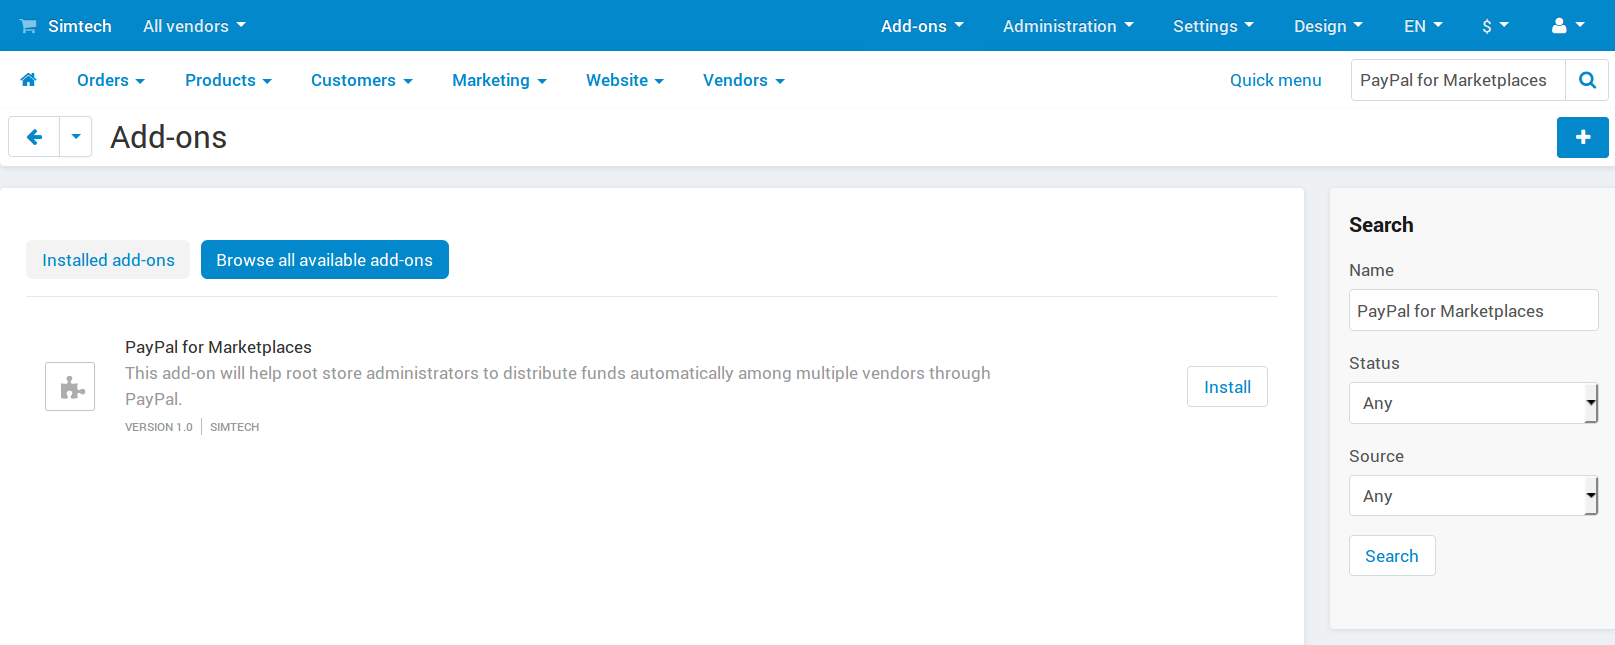 Simtech All vendors Add-ons Administration Settings Design EN $
Orders Products Customers Marketing Website Vendors Quick menu PayPal for Marketplaces
Add-ons
Installed add-ons Browse all available add-ons
PayPal for Marketplaces
This add-on will help root store administrators to distribute funds automatically among multiple vendors through
PayPal.
VERSION 1.0 SIMTECH
Install
Search
Name
PayPal for Marketplaces
Status
Any
Source
Any
Search